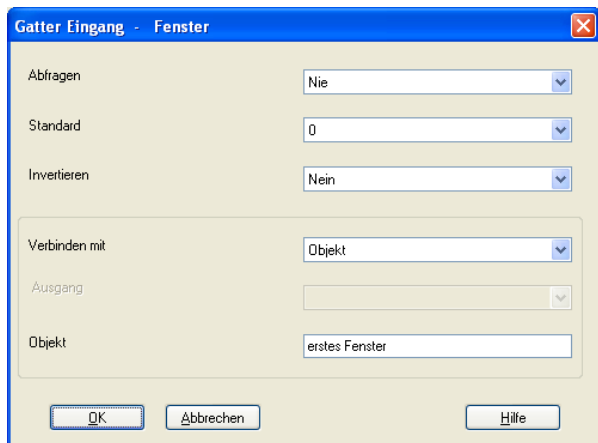 Gatter Eingang - Fenster
Abfragen Nie
Standard 0
Invertieren Nein
Verbinden mit Objekt
Ausgang
Objekt erstes Fenster
OK Abbrechen Hilfe